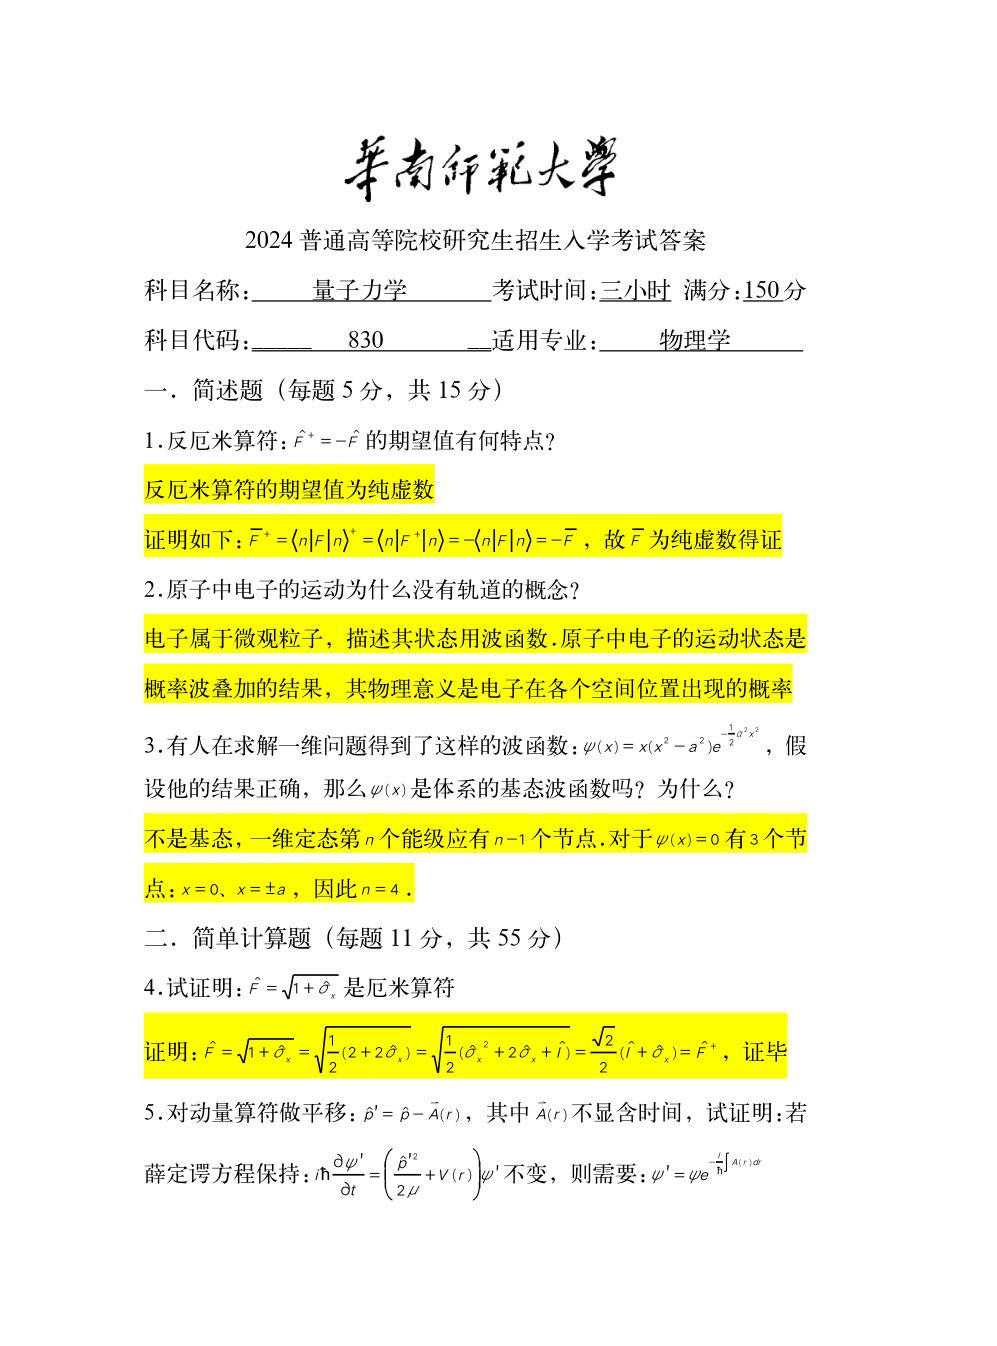 華南師範大學
2024 普通高等院校研究生招生入学考试答案
科目名称：量子力学 考试时间：三小时 满分：150分
科目代码：_____ 830 __适用专业：物理学
一．简述题（每题 5 分，共 15 分）
1.反厄米算符：F̂⁺ = −F̂ 的期望值有何特点？
反厄米算符的期望值为纯虚数
证明如下：F̅⁺ = ⟨n|F|n⟩⁺ = ⟨n|F⁺|n⟩ = −⟨n|F|n⟩ = −F̅ ，故 F̅ 为纯虚数得证
2.原子中电子的运动为什么没有轨道的概念？
电子属于微观粒子，描述其状态用波函数.原子中电子的运动状态是
概率波叠加的结果，其物理意义是电子在各个空间位置出现的概率
3.有人在求解一维问题得到了这样的波函数：ψ(x) = x(x² − a²)e^{−\frac{1}{2}α²x²} ，假
设他的结果正确，那么ψ(x)是体系的基态波函数吗？为什么？
不是基态，一维定态第 n 个能级应有 n−1 个节点.对于ψ(x) = 0 有 3 个节
点：x = 0、x = ±a ，因此 n = 4 .
二．简单计算题（每题 11 分，共 55 分）
4.试证明：F̂ = √(1 + σ̂ₓ) 是厄米算符
证明：F̂ = √(1 + σ̂ₓ) = √(\frac{1}{2}(2 + 2σ̂ₓ)) = √(\frac{1}{2}(σ̂ₓ² + 2σ̂ₓ + Î)) = \frac{√2}{2}(Î + σ̂ₓ) = F̂⁺ ，证毕
5.对动量算符做平移：p̂' = p̂ − A⃗(r) ，其中 A⃗(r) 不显含时间，试证明：若
薛定谔方程保持：iħ\frac{∂ψ'}{∂t} = (\frac{p̂'²}{2μ} + V(r))ψ' 不变，则需要：ψ' = ψe^{−\frac{i}{ħ}∫A(r)dr}